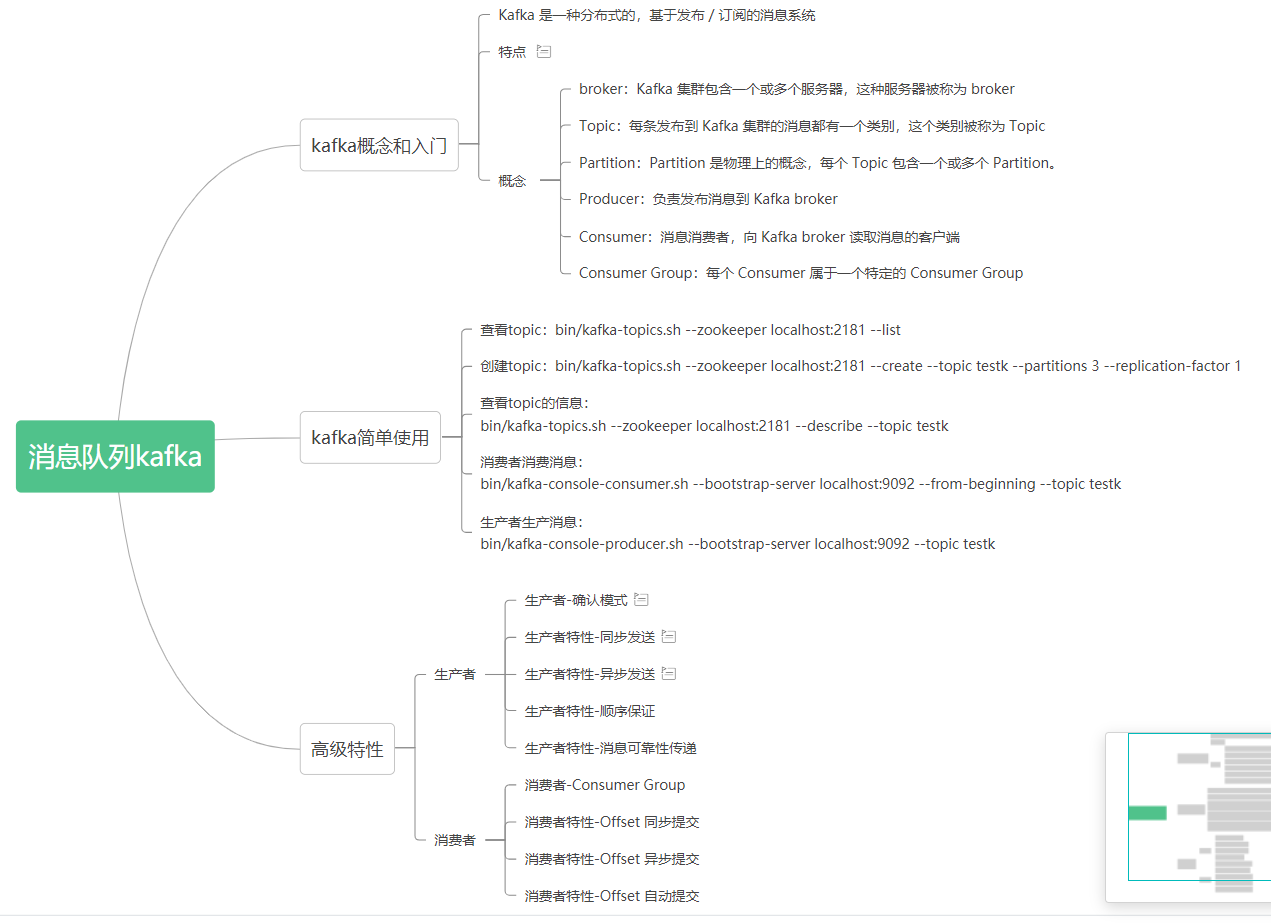 消息队列kafka
kafka概念和入门
Kafka 是一种分布式的，基于发布 / 订阅的消息系统
特点
概念
broker：Kafka 集群包含一个或多个服务器，这种服务器被称为 broker
Topic：每条发布到 Kafka 集群的消息都有一个类别，这个类别被称为 Topic
Partition：Partition 是物理上的概念，每个 Topic 包含一个或多个 Partition。
Producer：负责发布消息到 Kafka broker
Consumer：消息消费者，向 Kafka broker 读取消息的客户端
Consumer Group：每个 Consumer 属于一个特定的 Consumer Group
kafka简单使用
查看topic：bin/kafka-topics.sh --zookeeper localhost:2181 --list
创建topic：bin/kafka-topics.sh --zookeeper localhost:2181 --create --topic testk --partitions 3 --replication-factor 1
查看topic的信息：
bin/kafka-topics.sh --zookeeper localhost:2181 --describe --topic testk
消费者消费消息：
bin/kafka-console-consumer.sh --bootstrap-server localhost:9092 --from-beginning --topic testk
生产者生产消息：
bin/kafka-console-producer.sh --bootstrap-server localhost:9092 --topic testk
高级特性
生产者
生产者-确认模式
生产者特性-同步发送
生产者特性-异步发送
生产者特性-顺序保证
生产者特性-消息可靠性传递
消费者
消费者-Consumer Group
消费者特性-Offset 同步提交
消费者特性-Offset 异步提交
消费者特性-Offset 自动提交